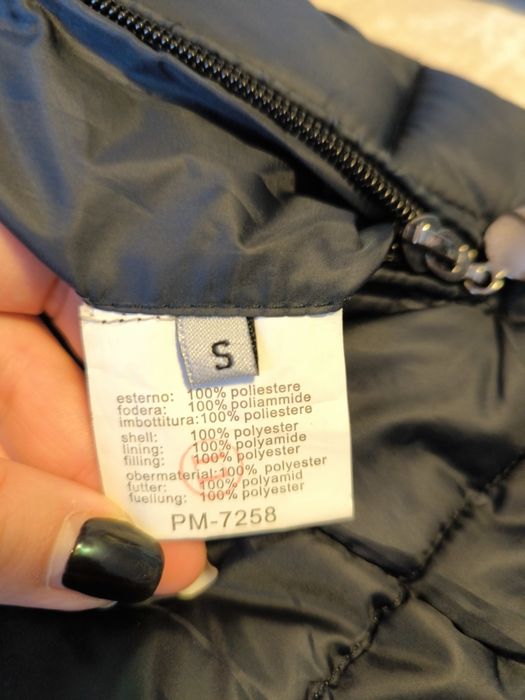 S
esterno: 100% poliestere
fodera: 100% poliammide
imbottitura: 100% poliestere
shell: 100% polyester
lining: 100% polyamide
filling: 100% polyester
obermaterial: 100% polyester
futter: 100% polyamid
fuellung: 100% polyester
PM-7258